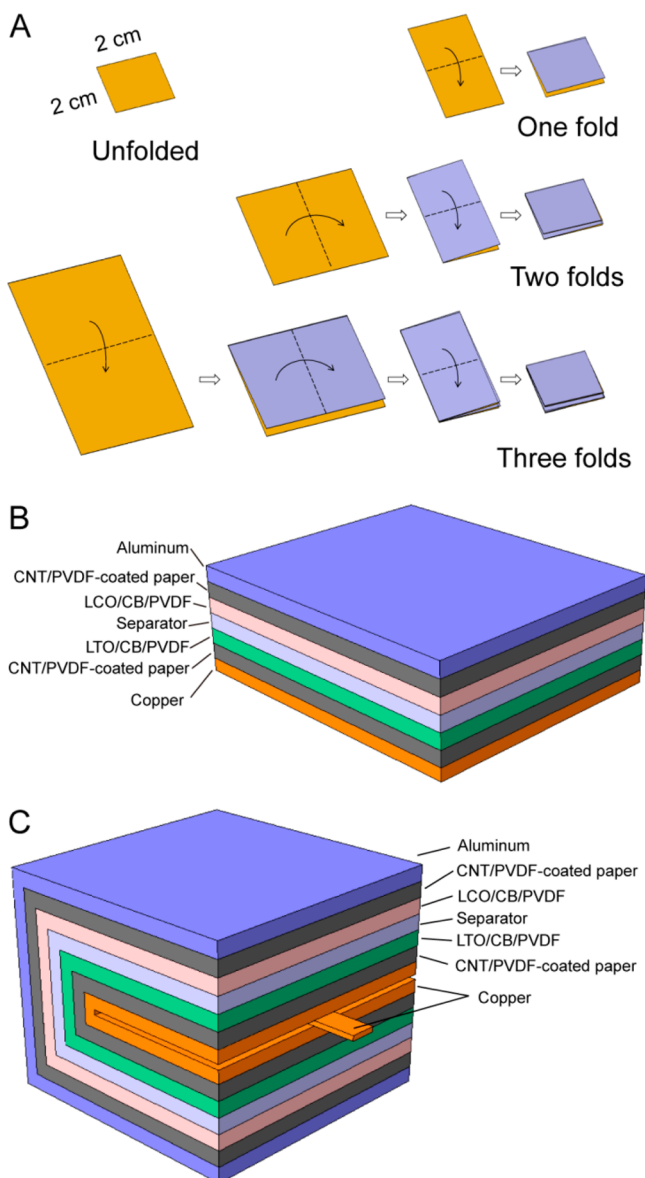 A
2 cm
2 cm
Unfolded
One fold
Two folds
Three folds
B
Aluminum
CNT/PVDF-coated paper
LCO/CB/PVDF
Separator
LTO/CB/PVDF
CNT/PVDF-coated paper
Copper
C
Aluminum
CNT/PVDF-coated paper
LCO/CB/PVDF
Separator
LTO/CB/PVDF
CNT/PVDF-coated paper
Copper